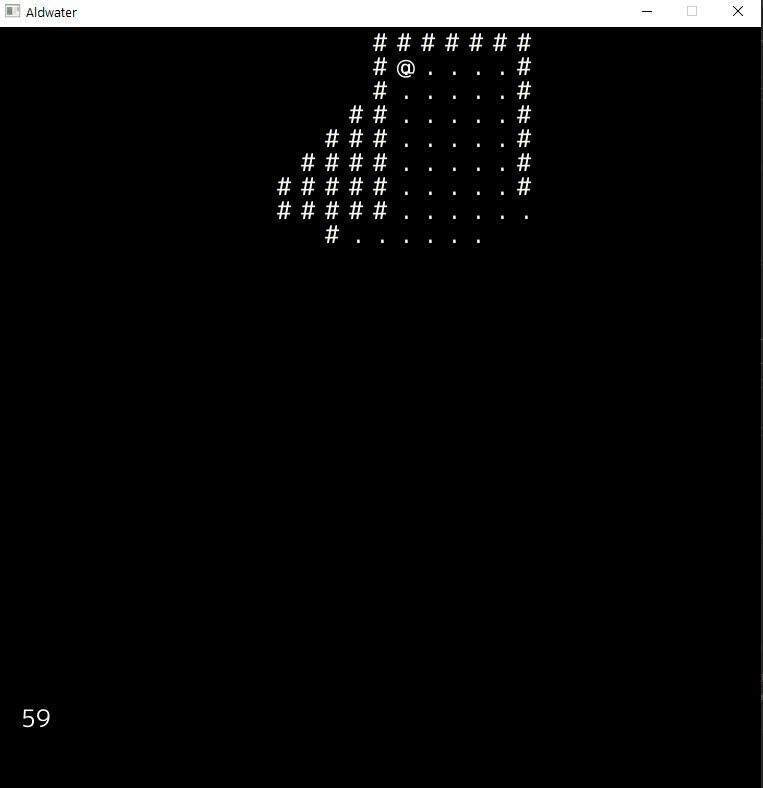 Aldwater
# # # # # # #
# @ . . . . #
# . . . . . #
# # . . . . . #
# # # . . . . . #
# # # # . . . . . #
# # # # # . . . . . #
# # # # # . . . . . .
# . . . . . .
59